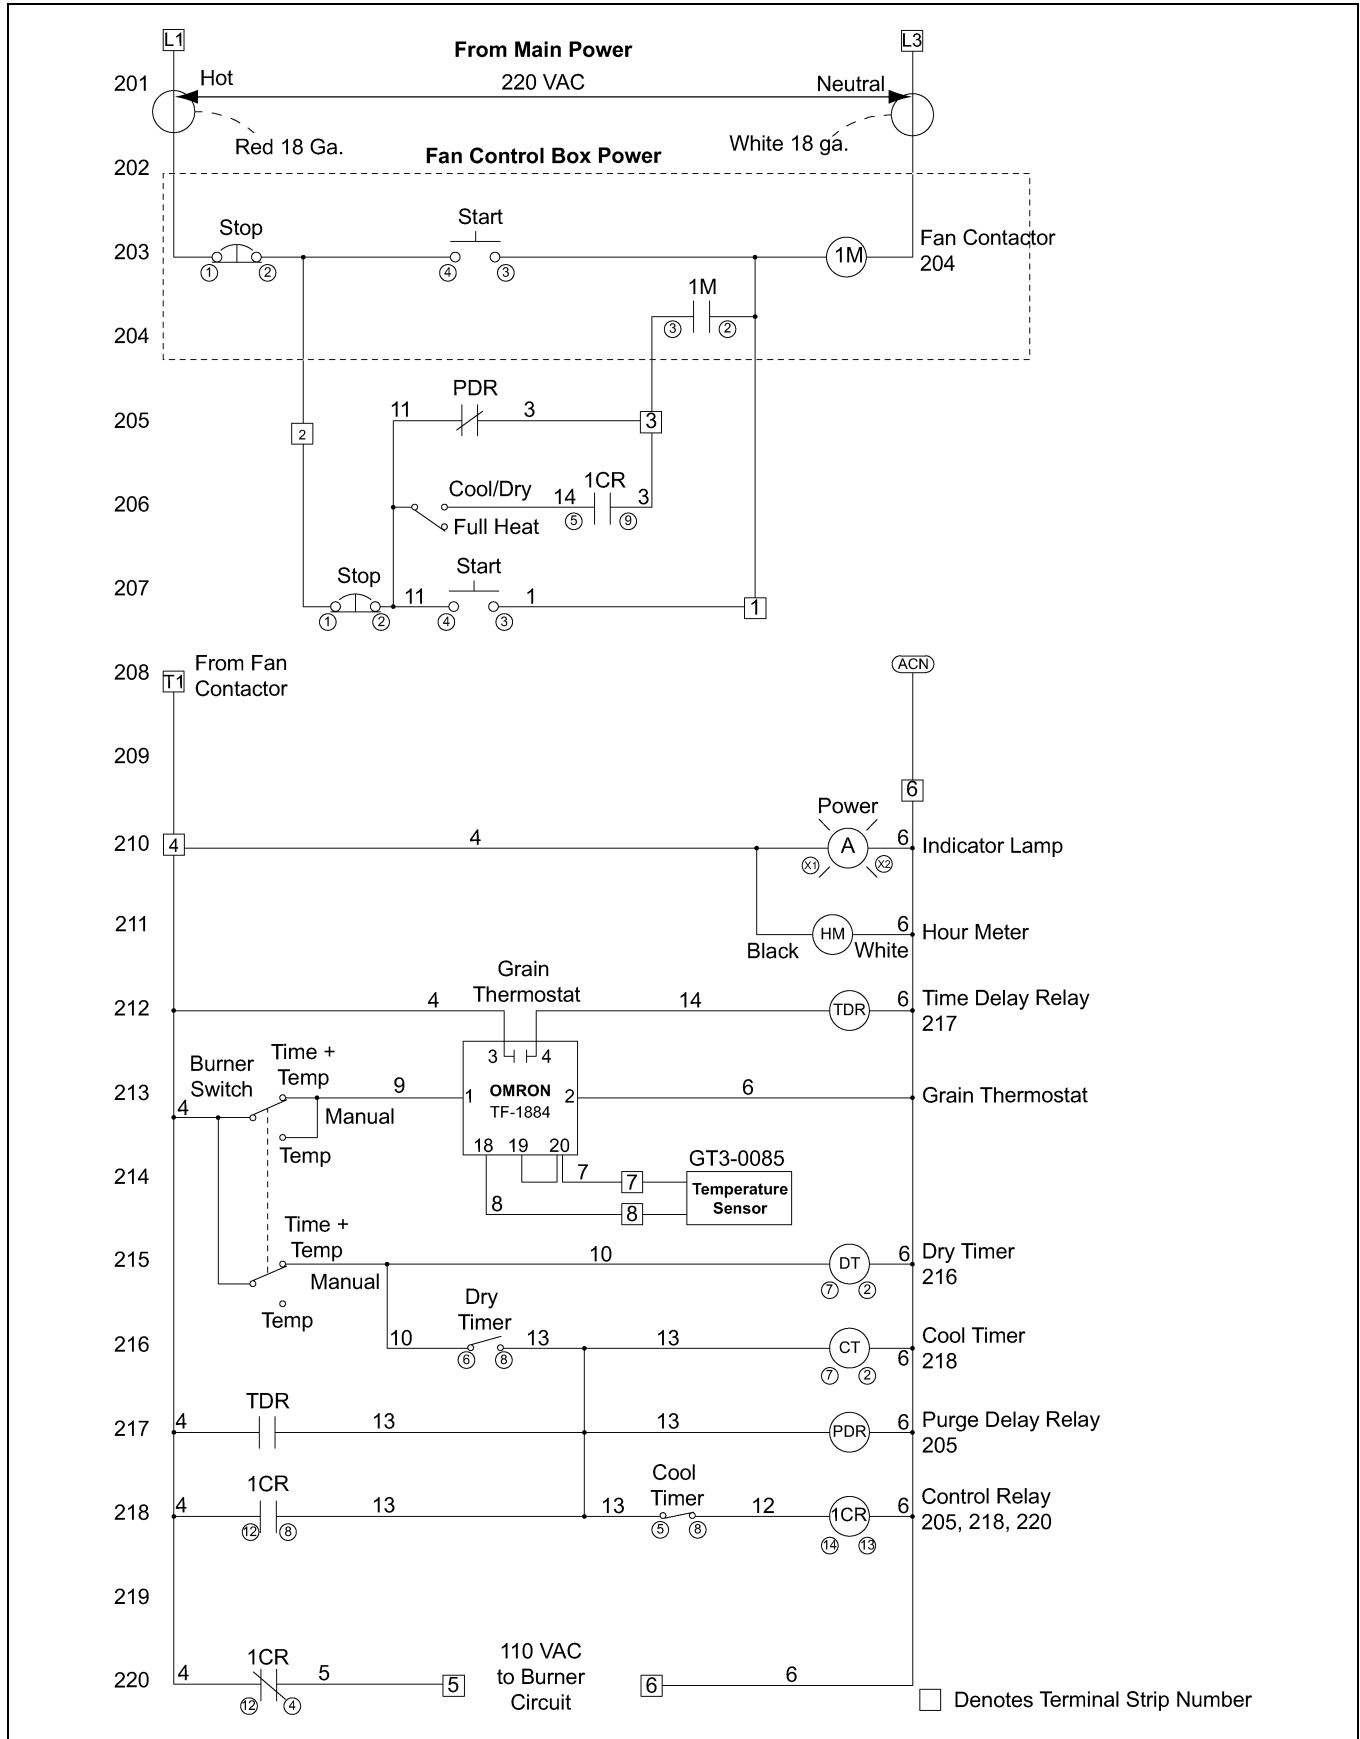 L1
From Main Power
L3
201
Hot
220 VAC
Neutral
Red 18 Ga.
White 18 ga.
Fan Control Box Power
202
Stop
Start
203
1M
Fan Contactor
204
1
2
4
3
1M
204
3
2
PDR
205
11
3
3
2
1CR
206
Cool/Dry
14
3
Full Heat
5
9
Start
207
Stop
11
1
1
1
2
4
3
208
T1
From Fan
Contactor
ACN
209
6
Power
210
4
4
A
6
Indicator Lamp
X1
X2
211
HM
6
Hour Meter
Black
White
Grain
Thermostat
212
4
14
TDR
6
Time Delay Relay
217
3
4
Burner
Switch
Time +
Temp
213
4
9
1
OMRON
2
6
Grain Thermostat
TF-1884
Manual
Temp
18
19
20
GT3-0085
214
7
7
Temperature
Sensor
8
8
Time +
Temp
215
10
DT
6
Dry Timer
216
Manual
7
2
Temp
Dry
Timer
216
10
13
13
CT
6
Cool Timer
218
6
8
7
2
TDR
217
4
13
13
PDR
6
Purge Delay Relay
205
1CR
Cool
Timer
218
4
13
13
12
1CR
6
Control Relay
205, 218, 220
12
8
5
8
14
13
219
1CR
110 VAC
to Burner
Circuit
220
4
5
5
6
6
12
4
Denotes Terminal Strip Number